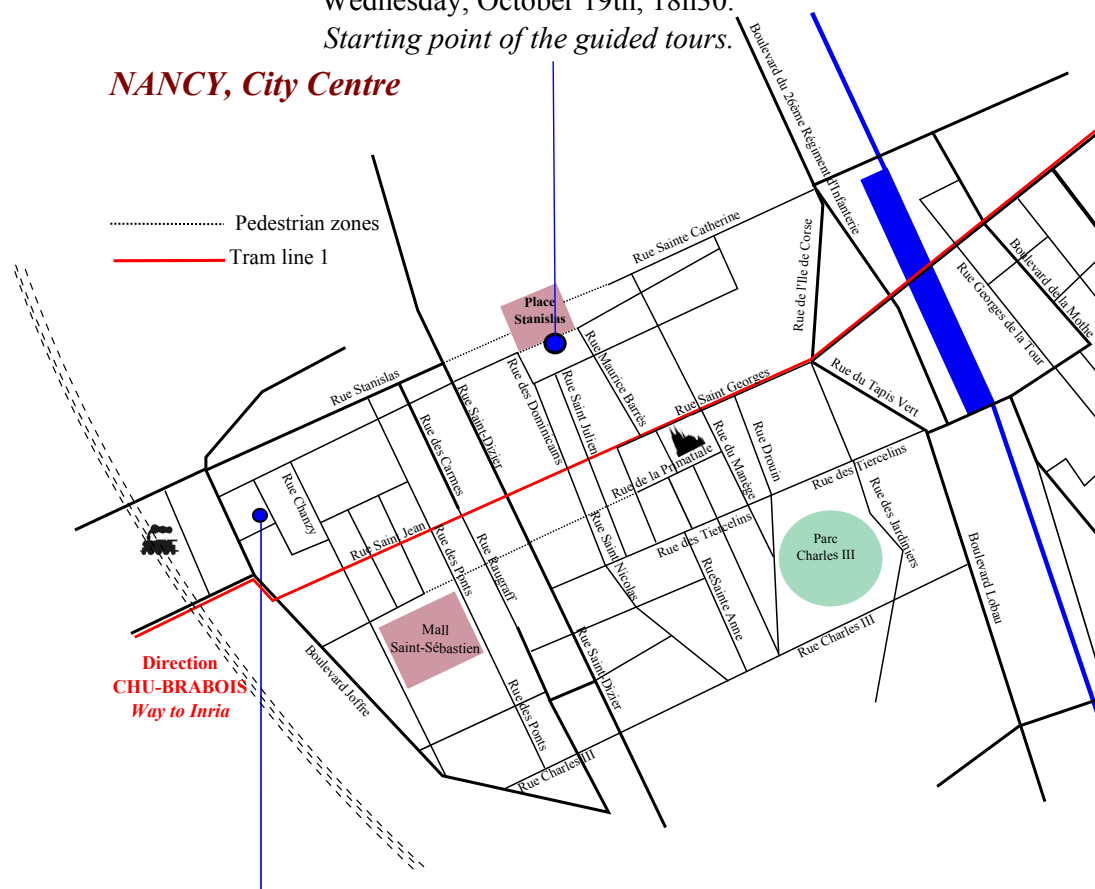 Wednesday, October 19th, 18h30.
Starting point of the guided tours.
NANCY, City Centre
Pedestrian zones
Tram line 1
Boulevard du 26ème Régiment d'Infanterie
Rue Sainte Catherine
Rue de l'Ile de Corse
Boulevard de la Mothe
Rue Georges de la Tour
Place
Stanislas
Rue Stanislas
Rue Maurice Barrès
Rue des Dominicains
Rue Saint Julien
Rue Saint-Dizier
Rue des Carmes
Rue Saint Georges
Rue du Tapis Vert
Rue de la Primatiale
Rue du Manège
Rue Drouin
Rue des Tiercelins
Rue des Jardiniers
Rue Chanzy
Rue Saint Jean
Rue des Ponts
Rue Raugraff
Rue Saint Nicolas
Rue des Tiercelins
RueSainte Anne
Parc
Charles III
Boulevard Lobau
Mall
Saint-Sébastien
Rue Charles III
Boulevard Joffre
Rue Saint-Dizier
Rue des Ponts
Rue Charles III
Direction
CHU-BRABOIS
Way to Inria